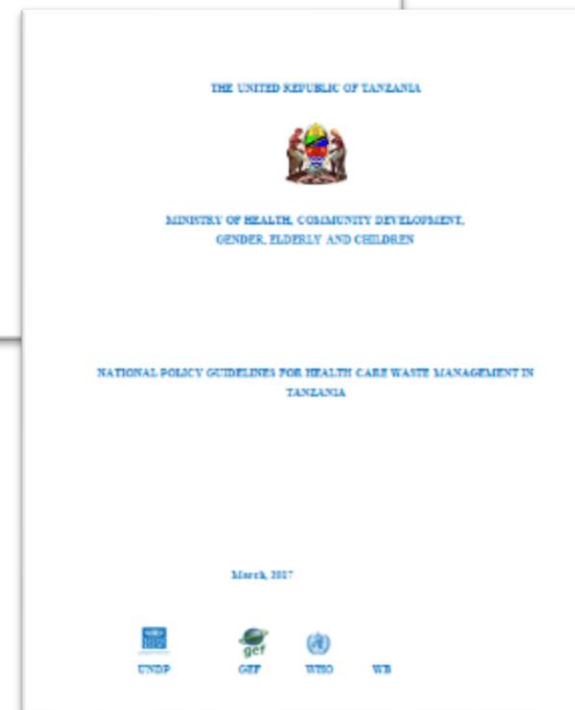 THE UNITED REPUBLIC OF TANZANIA
MINISTRY OF HEALTH, COMMUNITY DEVELOPMENT,
GENDER, ELDERLY AND CHILDREN
NATIONAL POLICY GUIDELINES FOR HEALTH CARE WASTE MANAGEMENT IN
TANZANIA
March, 2017
gef
UNDP GEF WHO WB